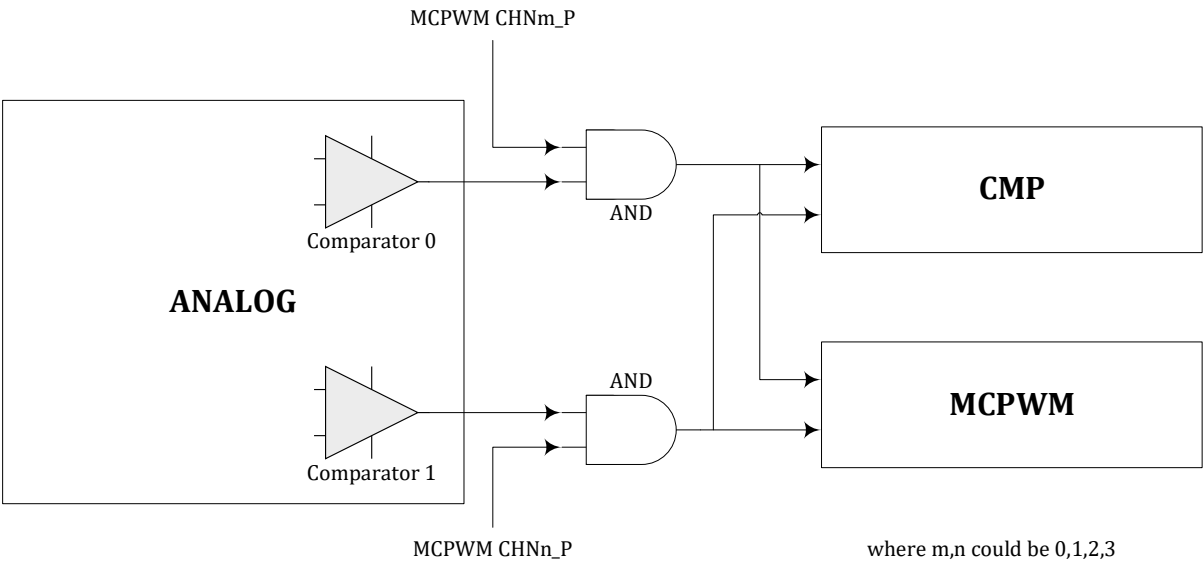 MCPWM CHNm_P
AND
CMP
Comparator 0
ANALOG
AND
MCPWM
Comparator 1
MCPWM CHNn_P
where m,n could be 0,1,2,3